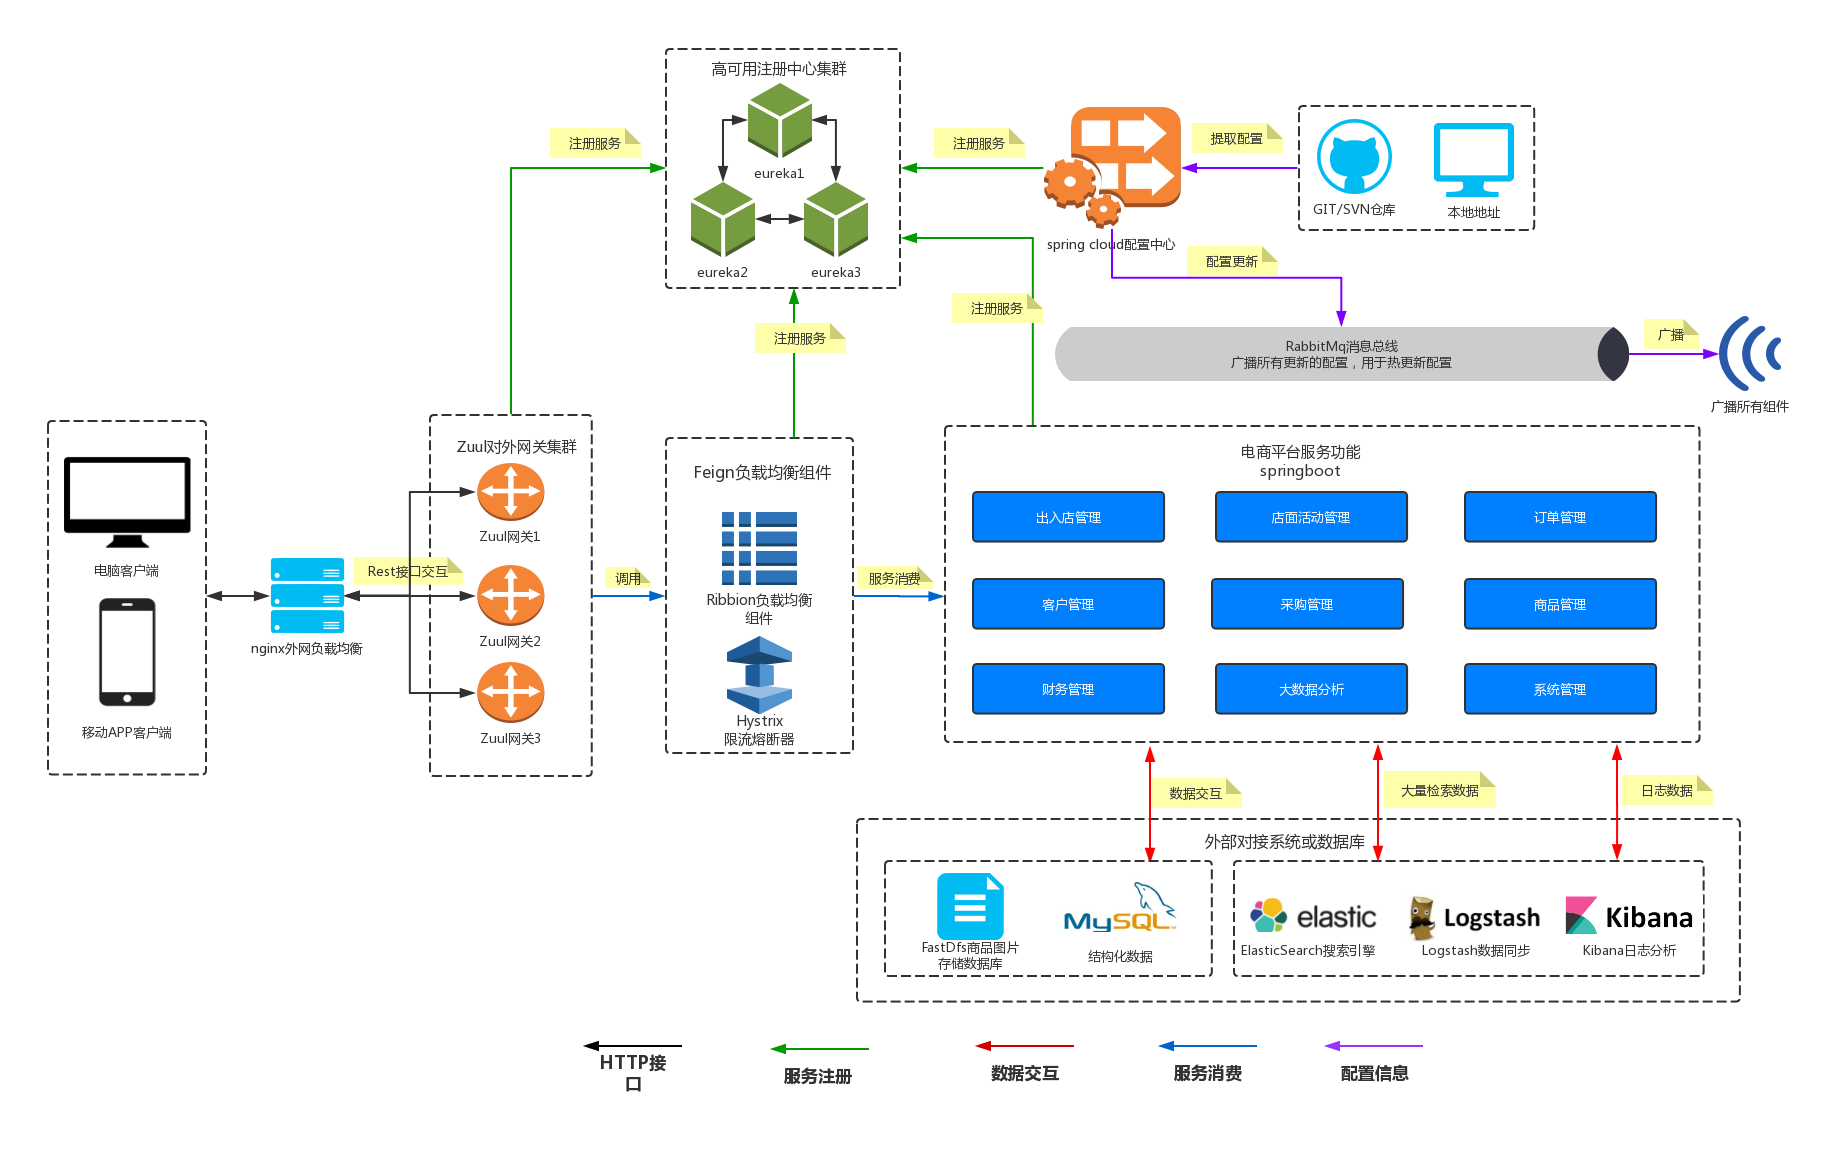 高可用注册中心集群
eureka1
eureka2
eureka3
注册服务
注册服务
注册服务
注册服务
提取配置
GIT/SVN仓库
本地地址
spring cloud配置中心
配置更新
RabbitMq消息总线
广播所有更新的配置，用于热更新配置
广播
广播所有组件
电脑客户端
移动APP客户端
nginx外网负载均衡
Rest接口交互
Zuul对外网关集群
Zuul网关1
Zuul网关2
Zuul网关3
调用
Feign负载均衡组件
Ribbion负载均衡
组件
Hystrix
限流熔断器
服务消费
电商平台服务功能
springboot
出入店管理
店面活动管理
订单管理
客户管理
采购管理
商品管理
财务管理
大数据分析
系统管理
数据交互
大量检索数据
日志数据
外部对接系统或数据库
FastDfs商品图片
存储数据库
MySQL
结构化数据
elastic
ElasticSearch搜索引擎
Logstash
Logstash数据同步
Kibana
Kibana日志分析
HTTP接
口
服务注册
数据交互
服务消费
配置信息